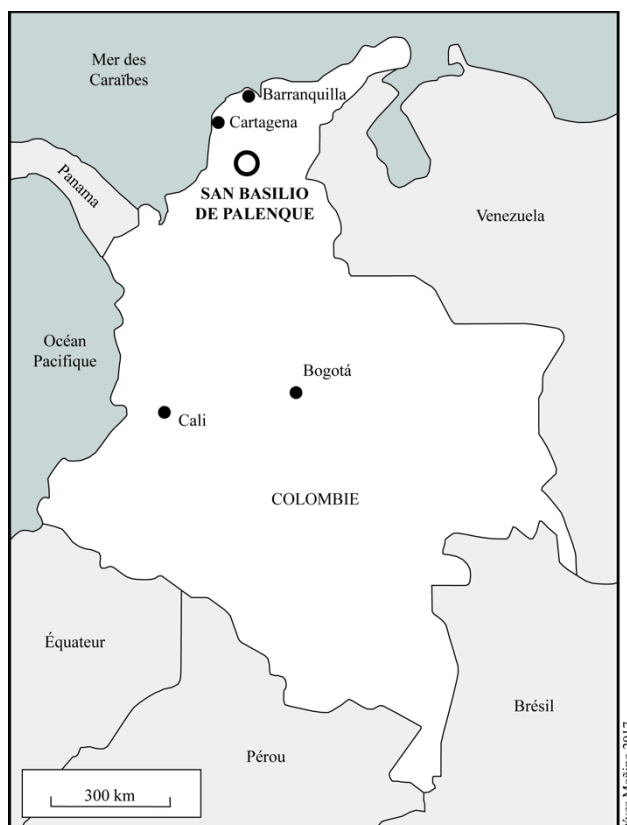 Mer des
Caraïbes
Barranquilla
Cartagena
Panama
SAN BASILIO
DE PALENQUE
Venezuela
Océan
Pacifique
Bogotá
Cali
COLOMBIE
Équateur
Brésil
Pérou
300 km
2017